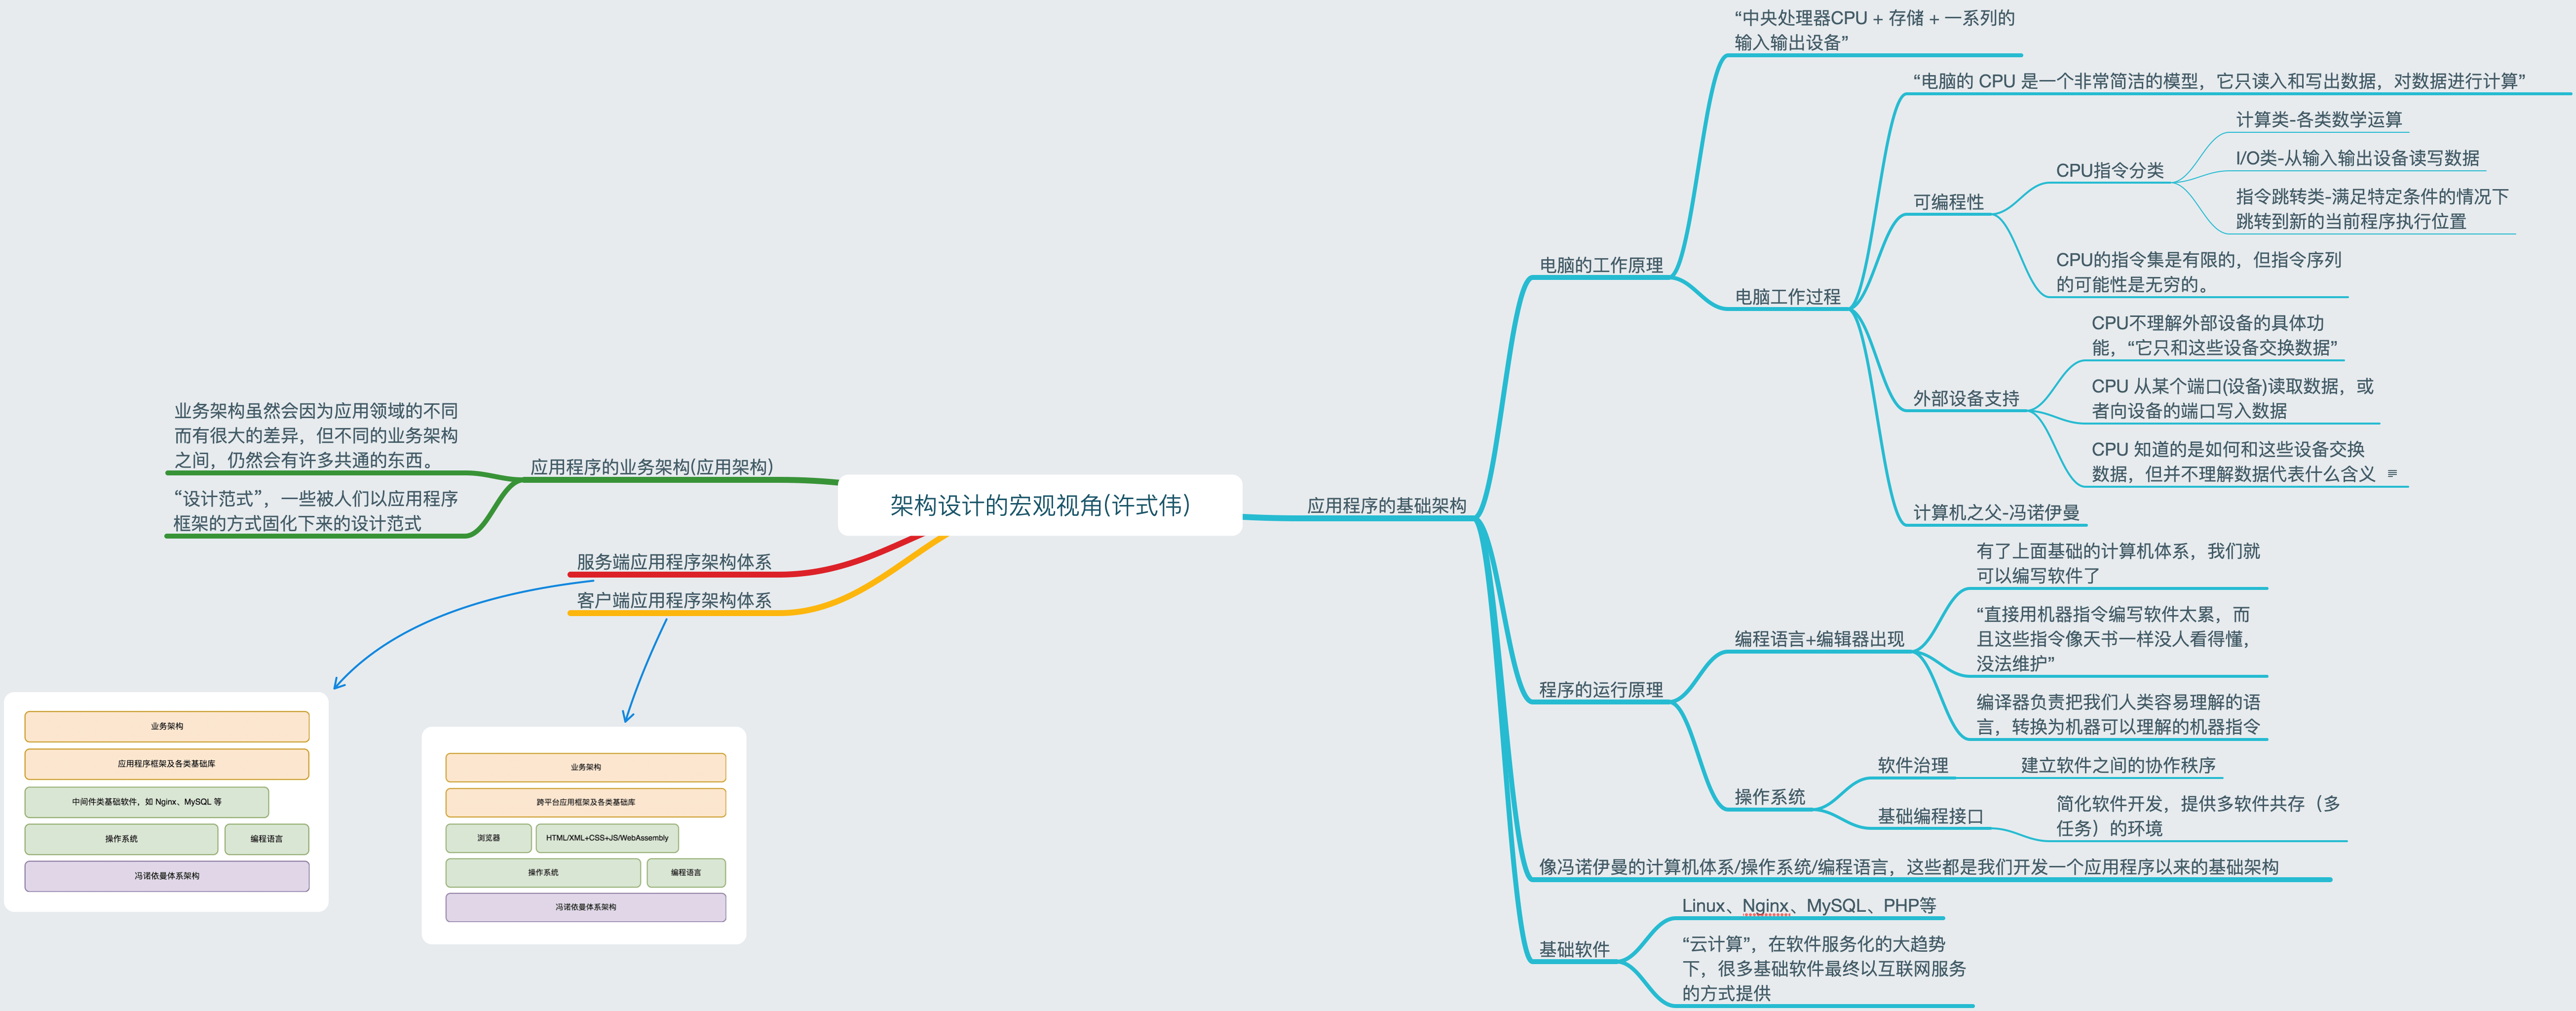 架构设计的宏观视角(许式伟)
应用程序的基础架构
电脑的工作原理
“中央处理器CPU + 存储 + 一系列的
输入输出设备”
电脑工作过程
“电脑的 CPU 是一个非常简洁的模型，它只读入和写出数据，对数据进行计算”
可编程性
CPU指令分类
计算类-各类数学运算
I/O类-从输入输出设备读写数据
指令跳转类-满足特定条件的情况下
跳转到新的当前程序执行位置
CPU的指令集是有限的，但指令序列
的可能性是无穷的。
外部设备支持
CPU不理解外部设备的具体功
能，“它只和这些设备交换数据”
CPU 从某个端口(设备)读取数据，或
者向设备的端口写入数据
CPU 知道的是如何和这些设备交换
数据，但并不理解数据代表什么含义
计算机之父-冯诺伊曼
程序的运行原理
编程语言+编辑器出现
有了上面基础的计算机体系，我们就
可以编写软件了
“直接用机器指令编写软件太累，而
且这些指令像天书一样没人看得懂，
没法维护”
编译器负责把我们人类容易理解的语
言，转换为机器可以理解的机器指令
操作系统
软件治理
建立软件之间的协作秩序
基础编程接口
简化软件开发，提供多软件共存（多
任务）的环境
像冯诺伊曼的计算机体系/操作系统/编程语言，这些都是我们开发一个应用程序以来的基础架构
基础软件
Linux、Nginx、MySQL、PHP等
“云计算”，在软件服务化的大趋势
下，很多基础软件最终以互联网服务
的方式提供
应用程序的业务架构(应用架构)
业务架构虽然会因为应用领域的不同
而有很大的差异，但不同的业务架构
之间，仍然会有许多共通的东西。
“设计范式”，一些被人们以应用程序
框架的方式固化下来的设计范式
服务端应用程序架构体系
客户端应用程序架构体系
业务架构
应用程序框架及各类基础库
中间件类基础软件，如 Nginx、MySQL 等
操作系统
编程语言
冯诺依曼体系架构
业务架构
跨平台应用框架及各类基础库
浏览器
HTML/XML+CSS+JS/WebAssembly
操作系统
编程语言
冯诺依曼体系架构